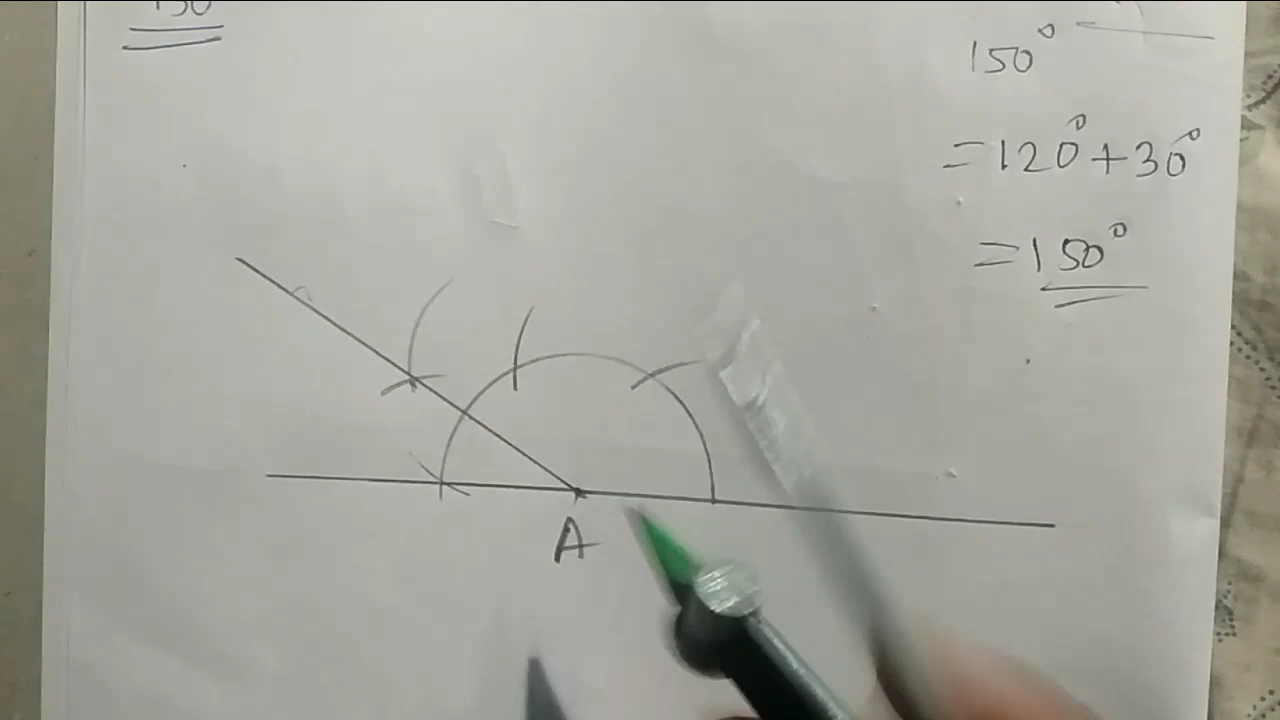 150°
= 120° + 30°
= 150°
A